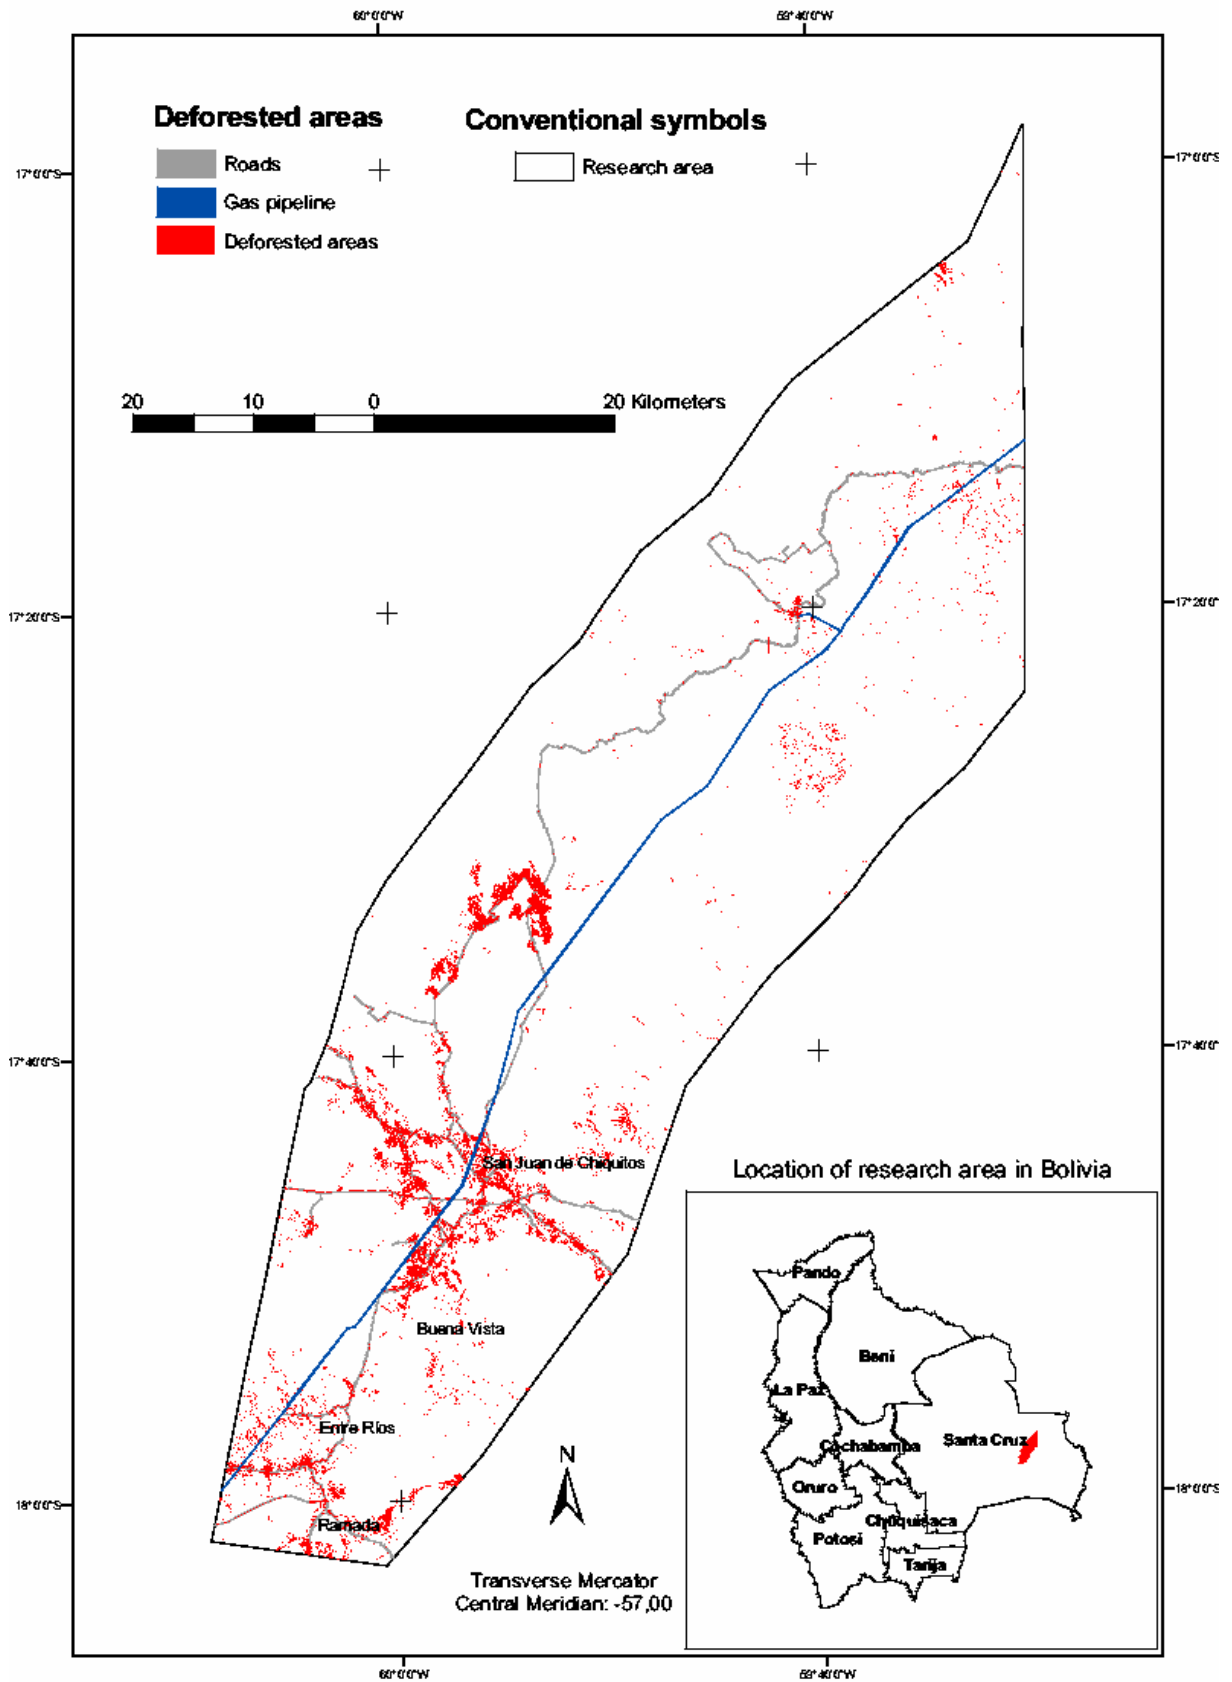 60°0'0"W
59°40'0"W
Deforested areas
Conventional symbols
Roads
Research area
Gas pipeline
Deforested areas
17°0'0"S
17°0'0"S
20 10 0 20 Kilometers
17°20'0"S
17°20'0"S
17°40'0"S
17°40'0"S
San Juan de Chiquitos
Buena Vista
Entre Ríos
Ramada
18°0'0"S
18°0'0"S
N
Transverse Mercator
Central Meridian: -57,00
Location of research area in Bolivia
Pando
Beni
La Paz
Cochabamba
Santa Cruz
Oruro
Chuquisaca
Potosi
Tarija
60°0'0"W
59°40'0"W